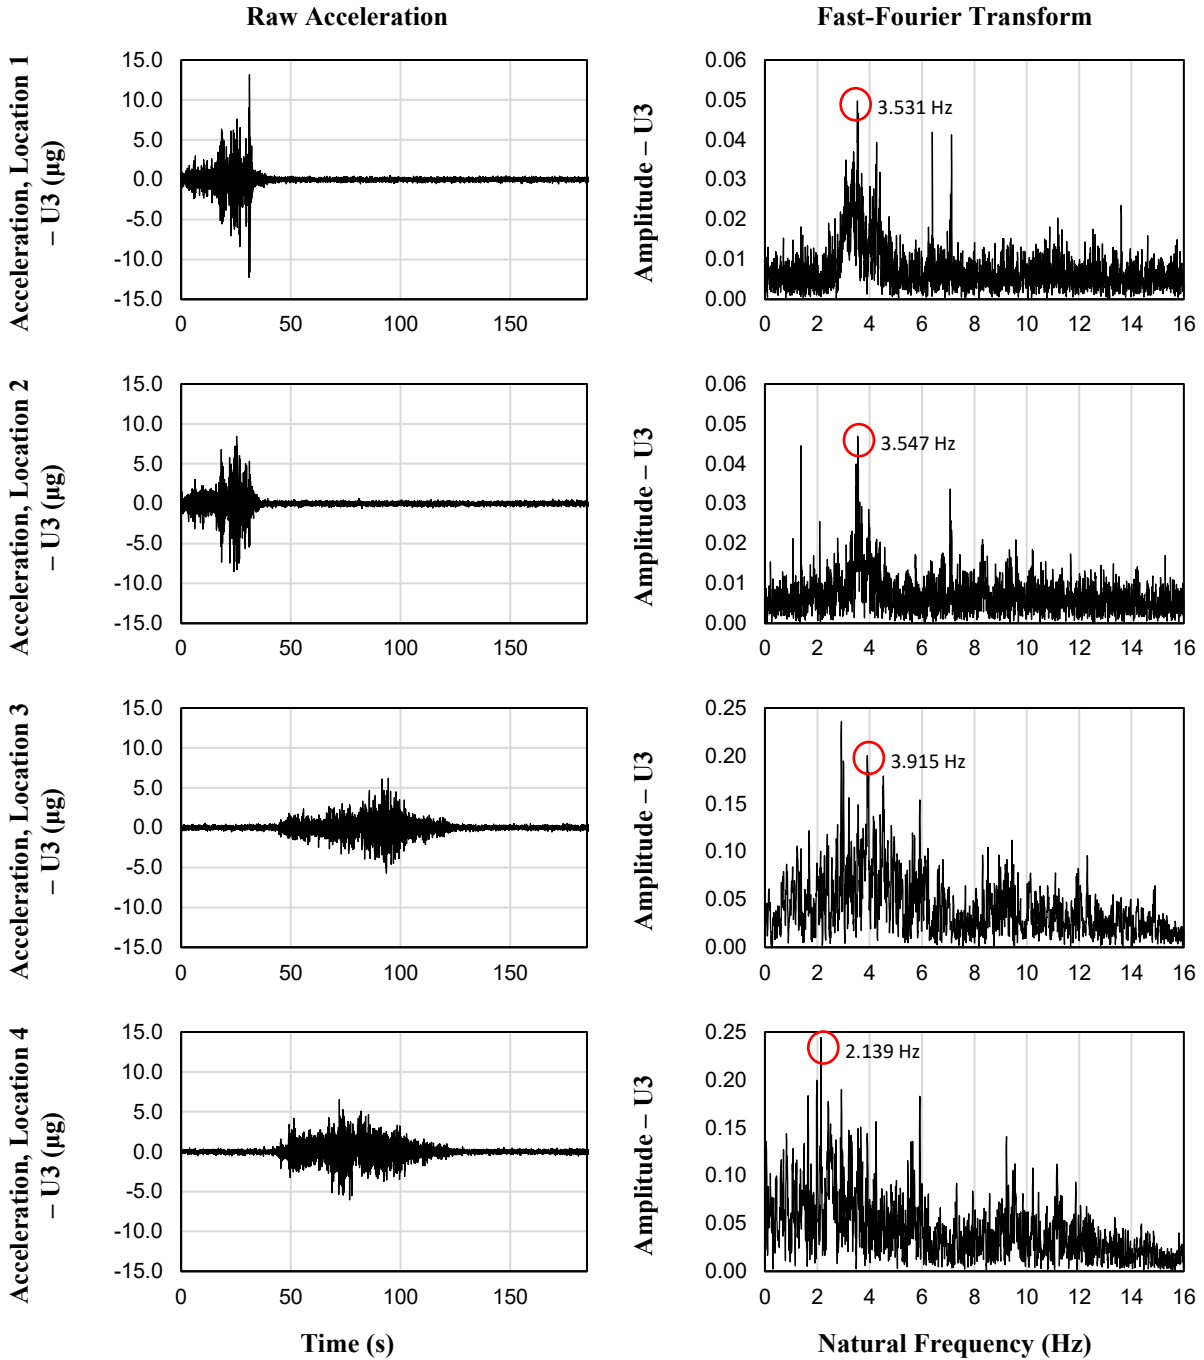 Raw Acceleration
Fast-Fourier Transform
Acceleration, Location 1
– U3 (µg)
15.0
10.0
5.0
0.0
-5.0
-10.0
-15.0
0 50 100 150
Amplitude – U3
0.06
0.05
0.04
0.03
0.02
0.01
0.00
3.531 Hz
0 2 4 6 8 10 12 14 16
Acceleration, Location 2
– U3 (µg)
15.0
10.0
5.0
0.0
-5.0
-10.0
-15.0
0 50 100 150
Amplitude – U3
0.06
0.05
0.04
0.03
0.02
0.01
0.00
3.547 Hz
0 2 4 6 8 10 12 14 16
Acceleration, Location 3
– U3 (µg)
15.0
10.0
5.0
0.0
-5.0
-10.0
-15.0
0 50 100 150
Amplitude – U3
0.25
0.20
0.15
0.10
0.05
0.00
3.915 Hz
0 2 4 6 8 10 12 14 16
Acceleration, Location 4
– U3 (µg)
15.0
10.0
5.0
0.0
-5.0
-10.0
-15.0
0 50 100 150
Amplitude – U3
0.25
0.20
0.15
0.10
0.05
0.00
2.139 Hz
0 2 4 6 8 10 12 14 16
Time (s)
Natural Frequency (Hz)